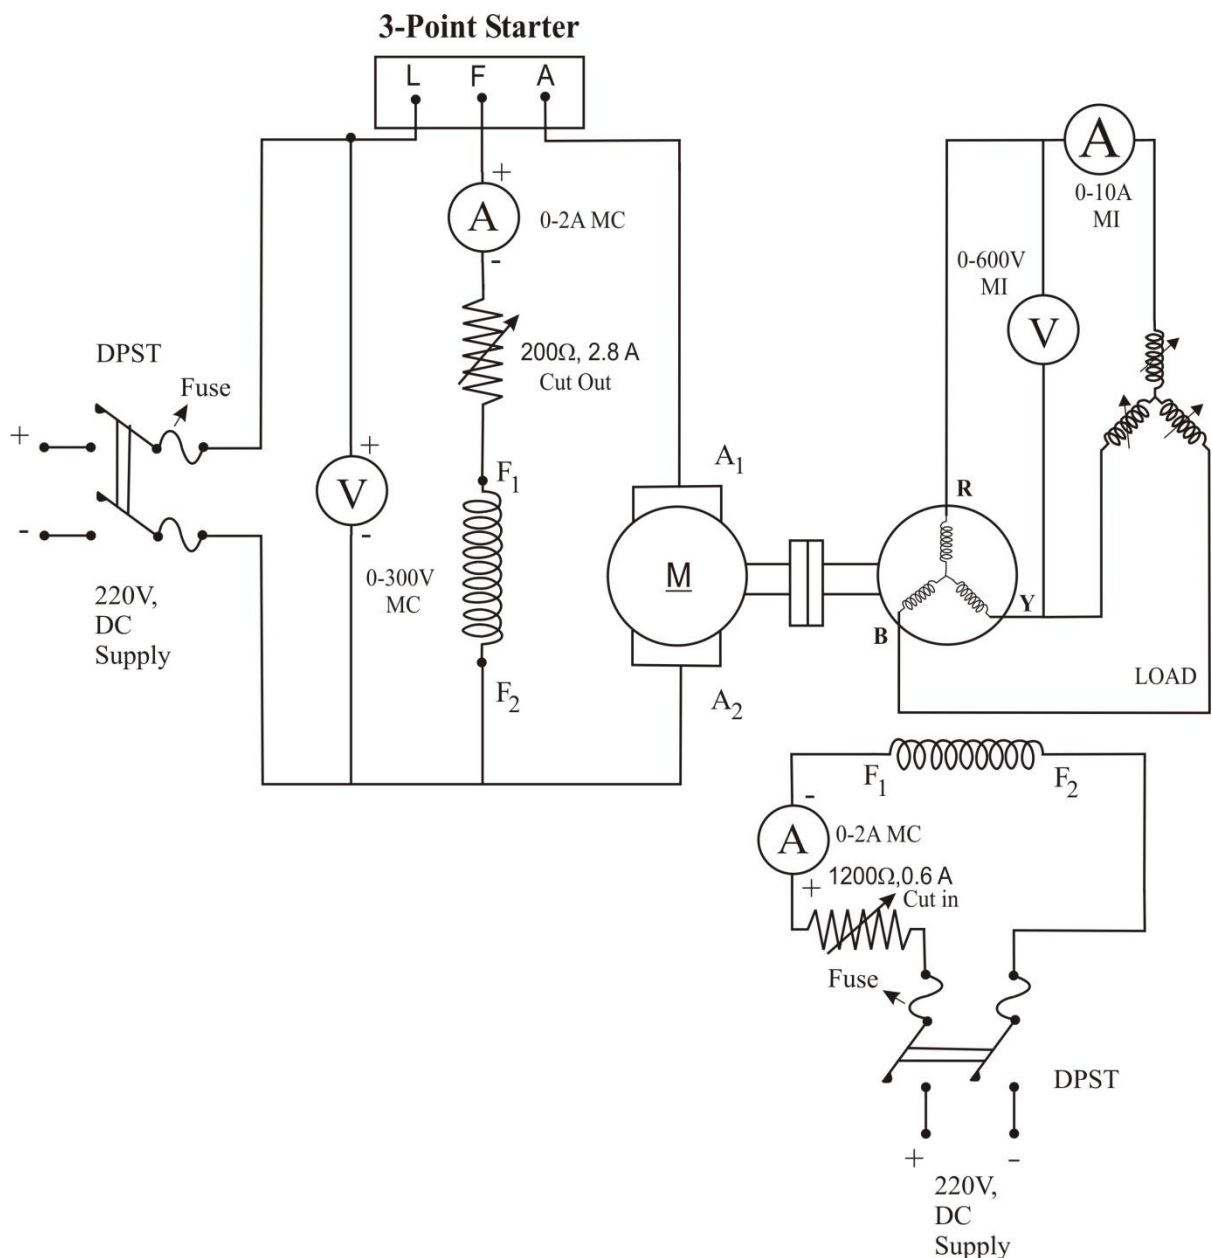 3-Point Starter
L F A
+
A
0-2A MC
-
200Ω, 2.8 A
Cut Out
DPST
Fuse
+
-
220V,
DC
Supply
+
V
-
0-300V
MC
F1
F2
A1
M
A2
A
0-10A
MI
0-600V
MI
V
R
Y
B
LOAD
F1
F2
-
A
0-2A MC
+
1200Ω,0.6 A
Cut in
Fuse
DPST
+
-
220V,
DC
Supply